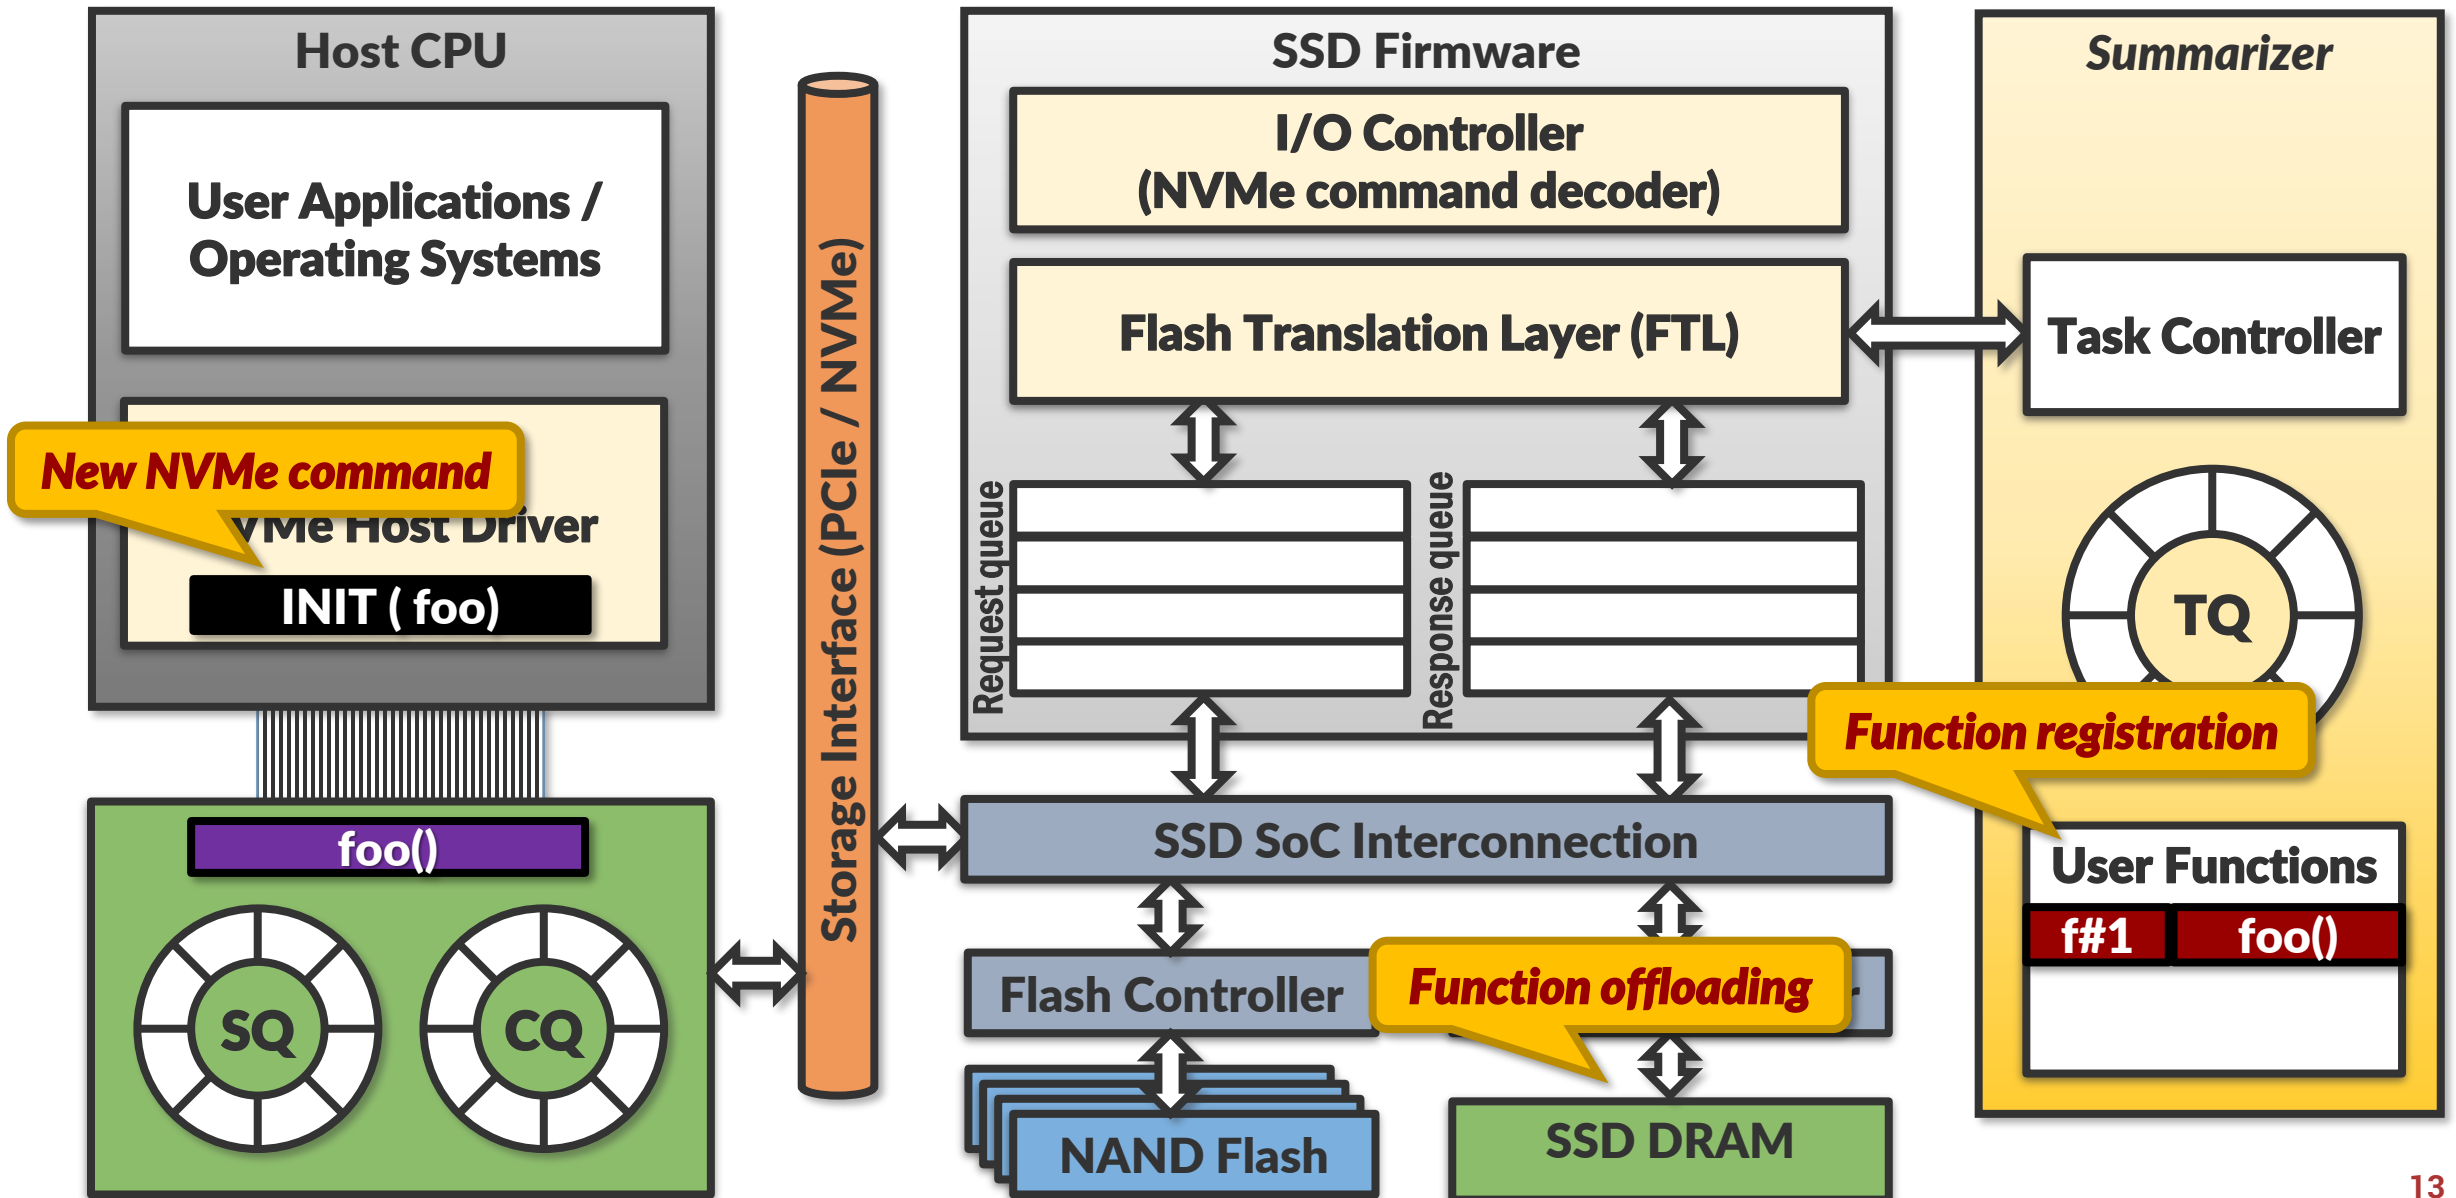 Host CPU
User Applications /
Operating Systems
New NVMe command
VMe Host Driver
INIT ( foo)
foo()
SQ
CQ
Storage Interface (PCIe / NVMe)
SSD Firmware
I/O Controller
(NVMe command decoder)
Flash Translation Layer (FTL)
Request queue
Response queue
SSD SoC Interconnection
Flash Controller
Function offloading
NAND Flash
SSD DRAM
Summarizer
Task Controller
TQ
Function registration
User Functions
f#1
foo()
13